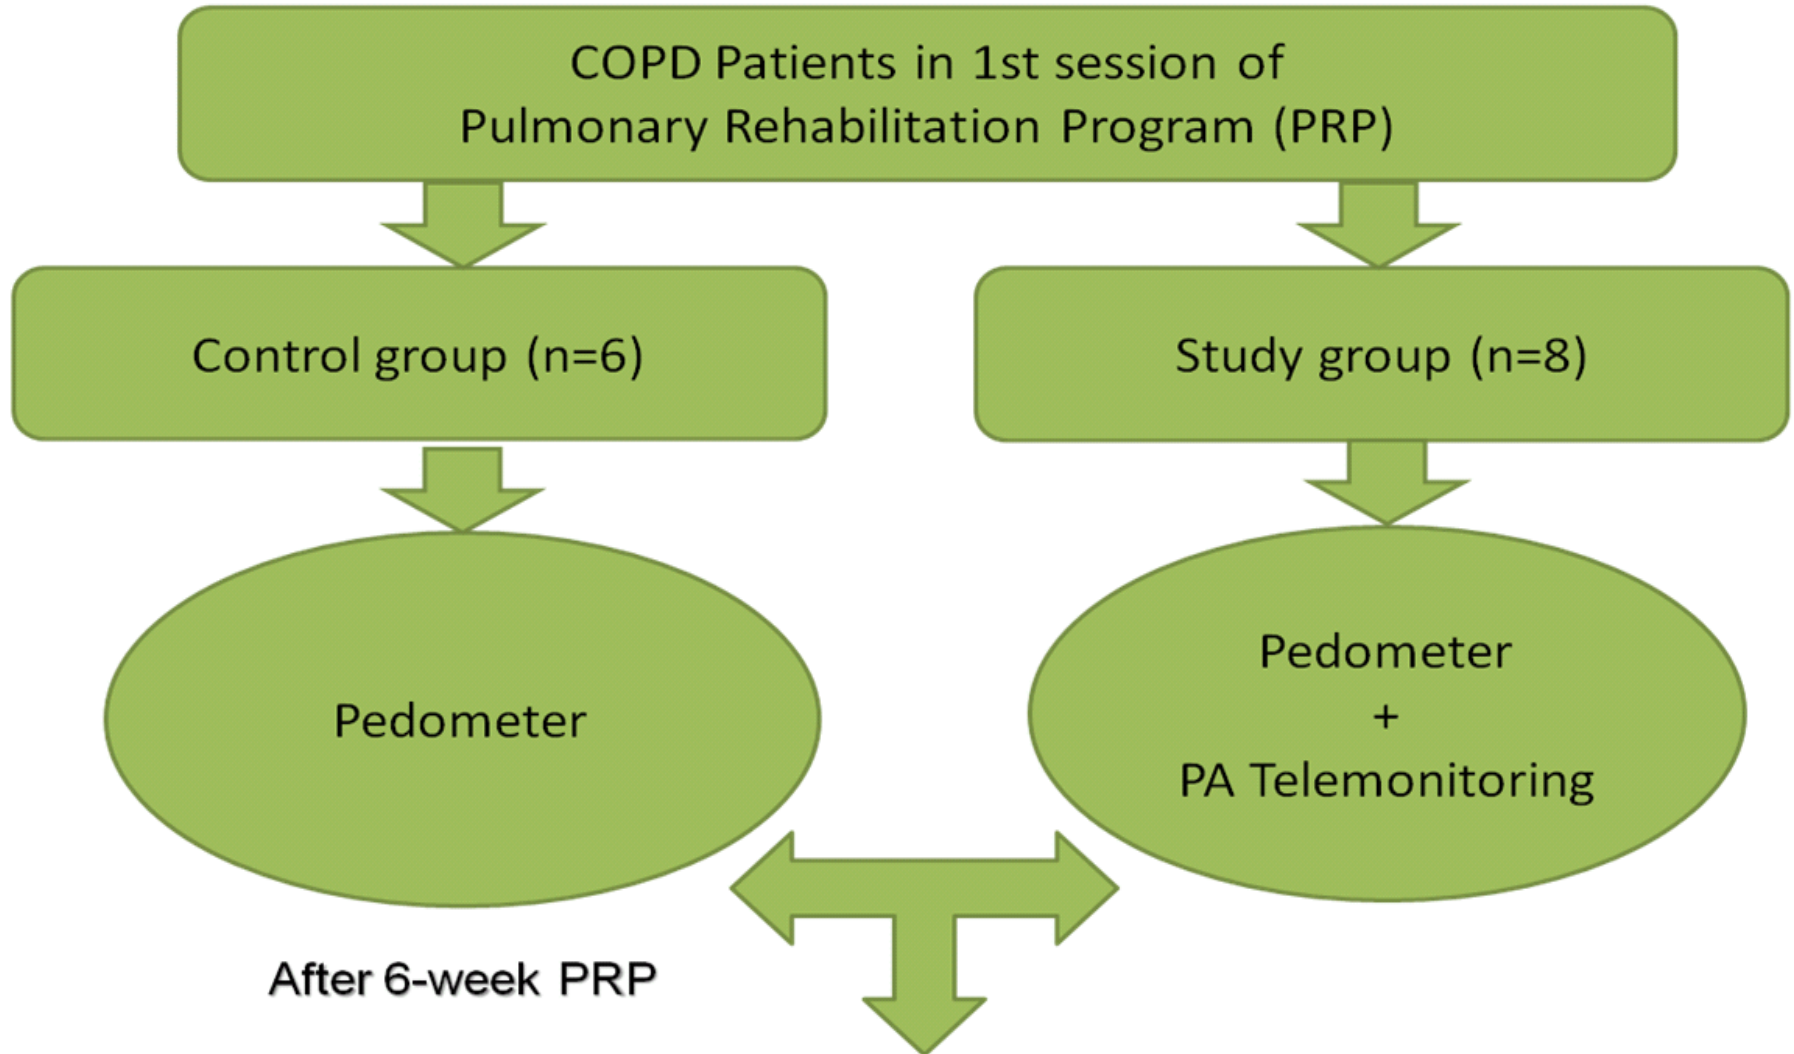 COPD Patients in 1st session of
Pulmonary Rehabilitation Program (PRP)
Control group (n=6)
Study group (n=8)
Pedometer
Pedometer
+
PA Telemonitoring
After 6-week PRP